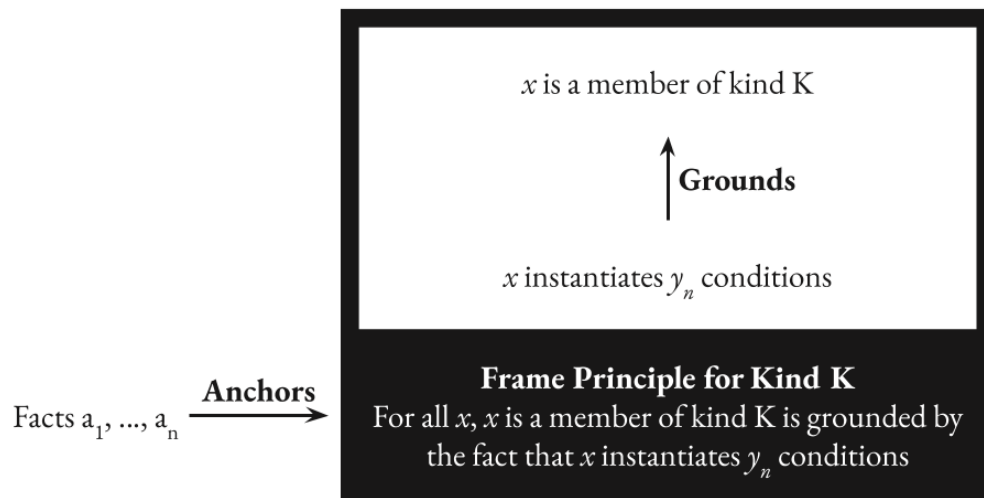 x is a member of kind K
Grounds
x instantiates yₙ conditions
Anchors
Facts a₁, ..., aₙ
Frame Principle for Kind K
For all x, x is a member of kind K is grounded by
the fact that x instantiates yₙ conditions